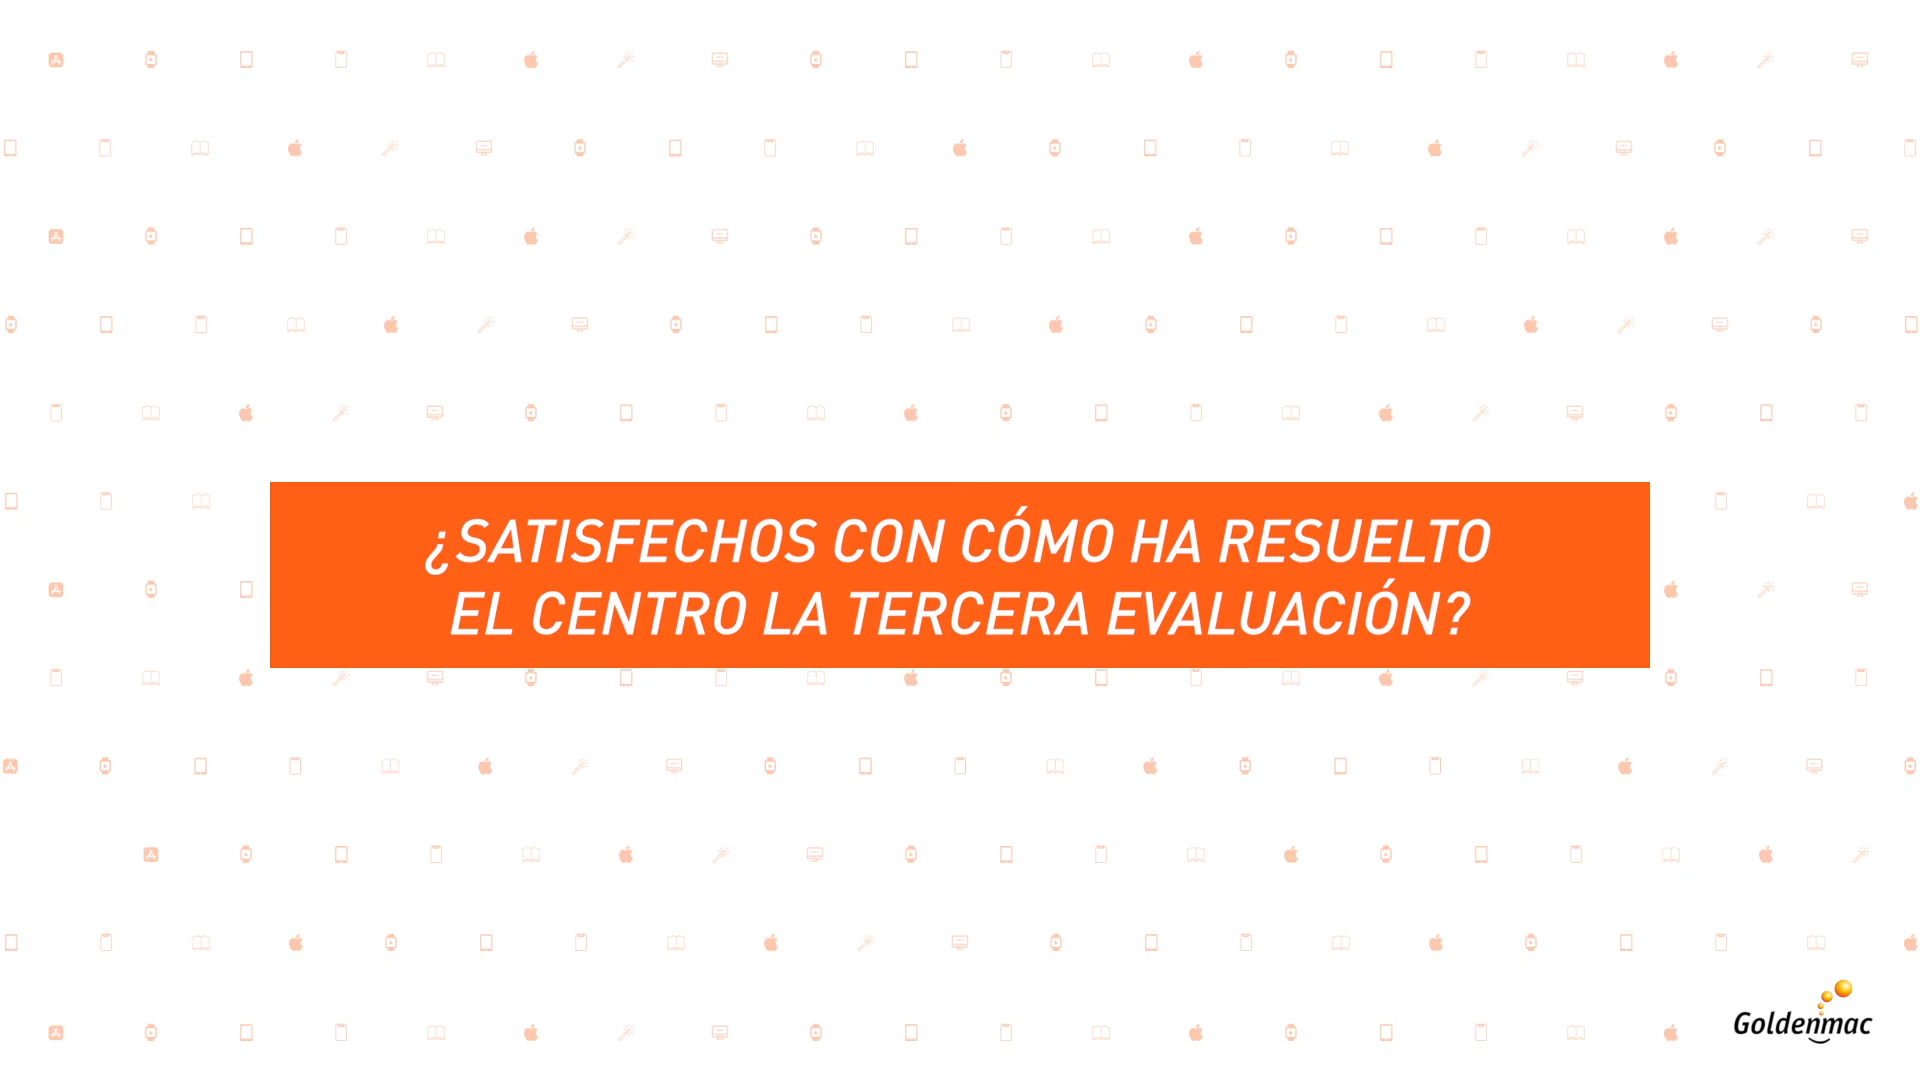 ¿SATISFECHOS CON CÓMO HA RESUELTO
EL CENTRO LA TERCERA EVALUACIÓN?
Goldenmac